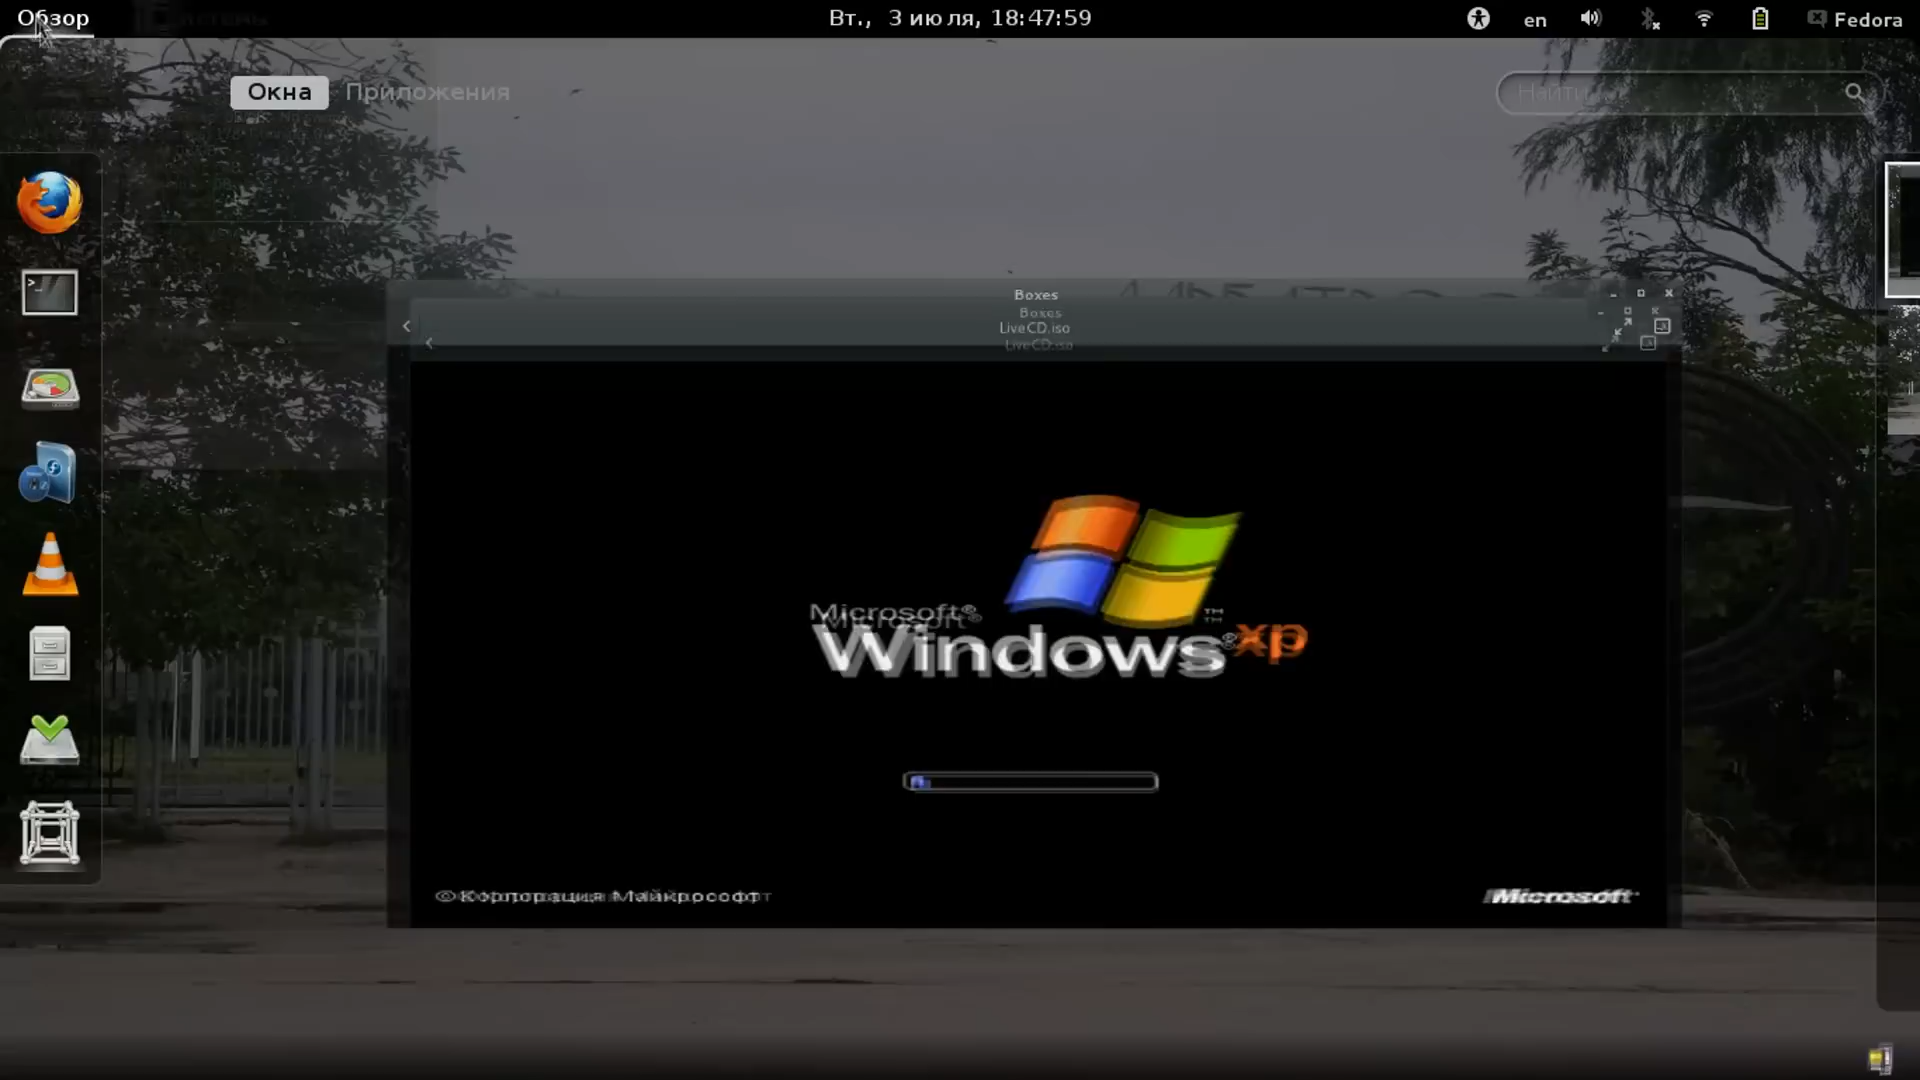 Обзор
Вт., 3 июля, 18:47:59
en
Fedora
Окна
Приложения
Найти...
Boxes
Boxes
LiveCD.iso
LiveCD.iso
Microsoft®
Windows® xp
TM
© Корпорация Майкрософт
Microsoft